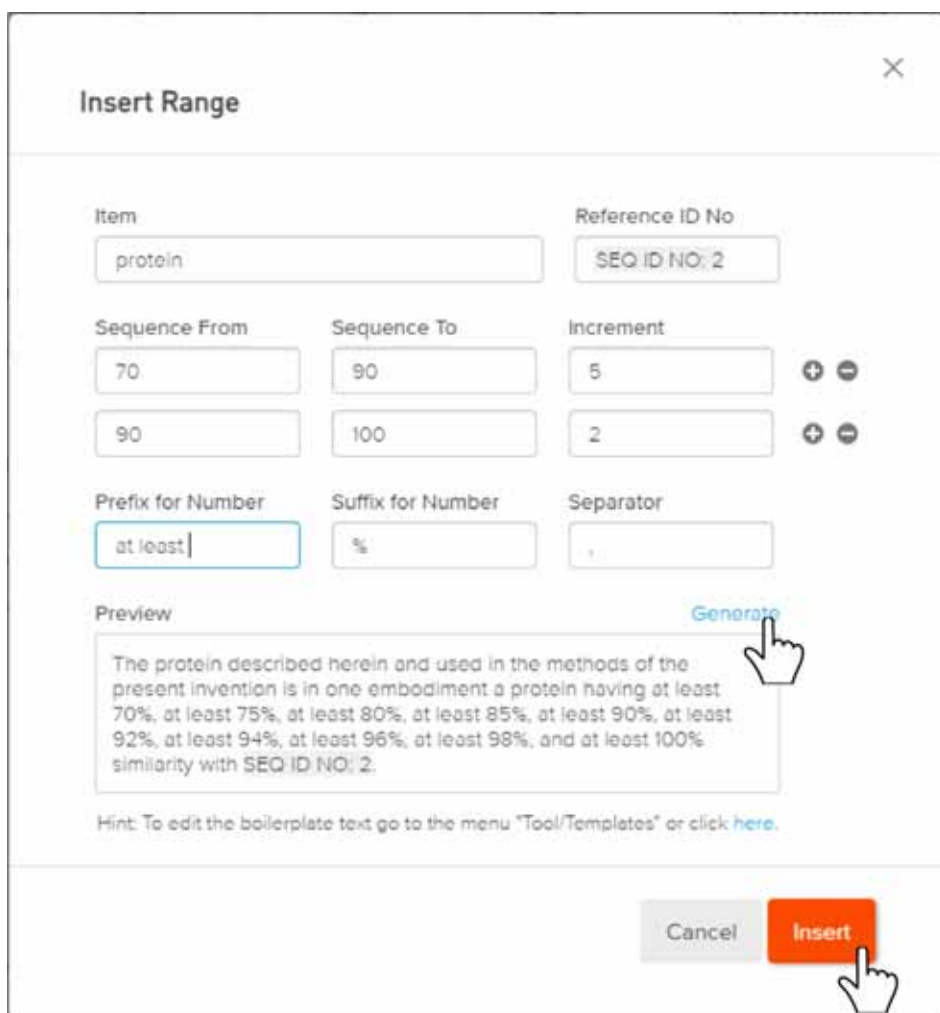 Insert Range
Item Reference ID No
protein SEQ ID NO: 2
Sequence From Sequence To Increment
70 90 5
90 100 2
Prefix for Number Suffix for Number Separator
at least % ,
Preview Generate
The protein described herein and used in the methods of the
present invention is in one embodiment a protein having at least
70%, at least 75%, at least 80%, at least 85%, at least 90%, at least
92%, at least 94%, at least 96%, at least 98%, and at least 100%
similarity with SEQ ID NO: 2.
Hint: To edit the boilerplate text go to the menu "Tool/Templates" or click here.
Cancel Insert